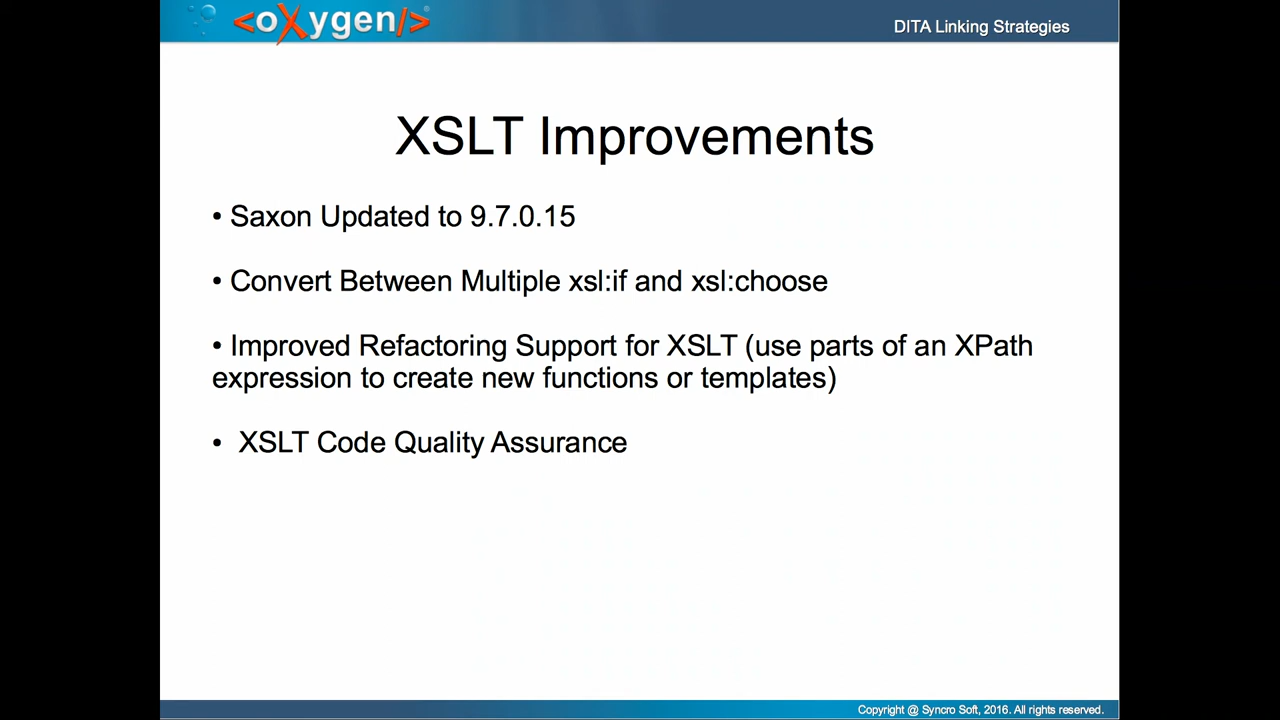 <oXygen/>
DITA Linking Strategies
XSLT Improvements
• Saxon Updated to 9.7.0.15
• Convert Between Multiple xsl:if and xsl:choose
• Improved Refactoring Support for XSLT (use parts of an XPath
expression to create new functions or templates)
• XSLT Code Quality Assurance
Copyright @ Syncro Soft, 2016. All rights reserved.